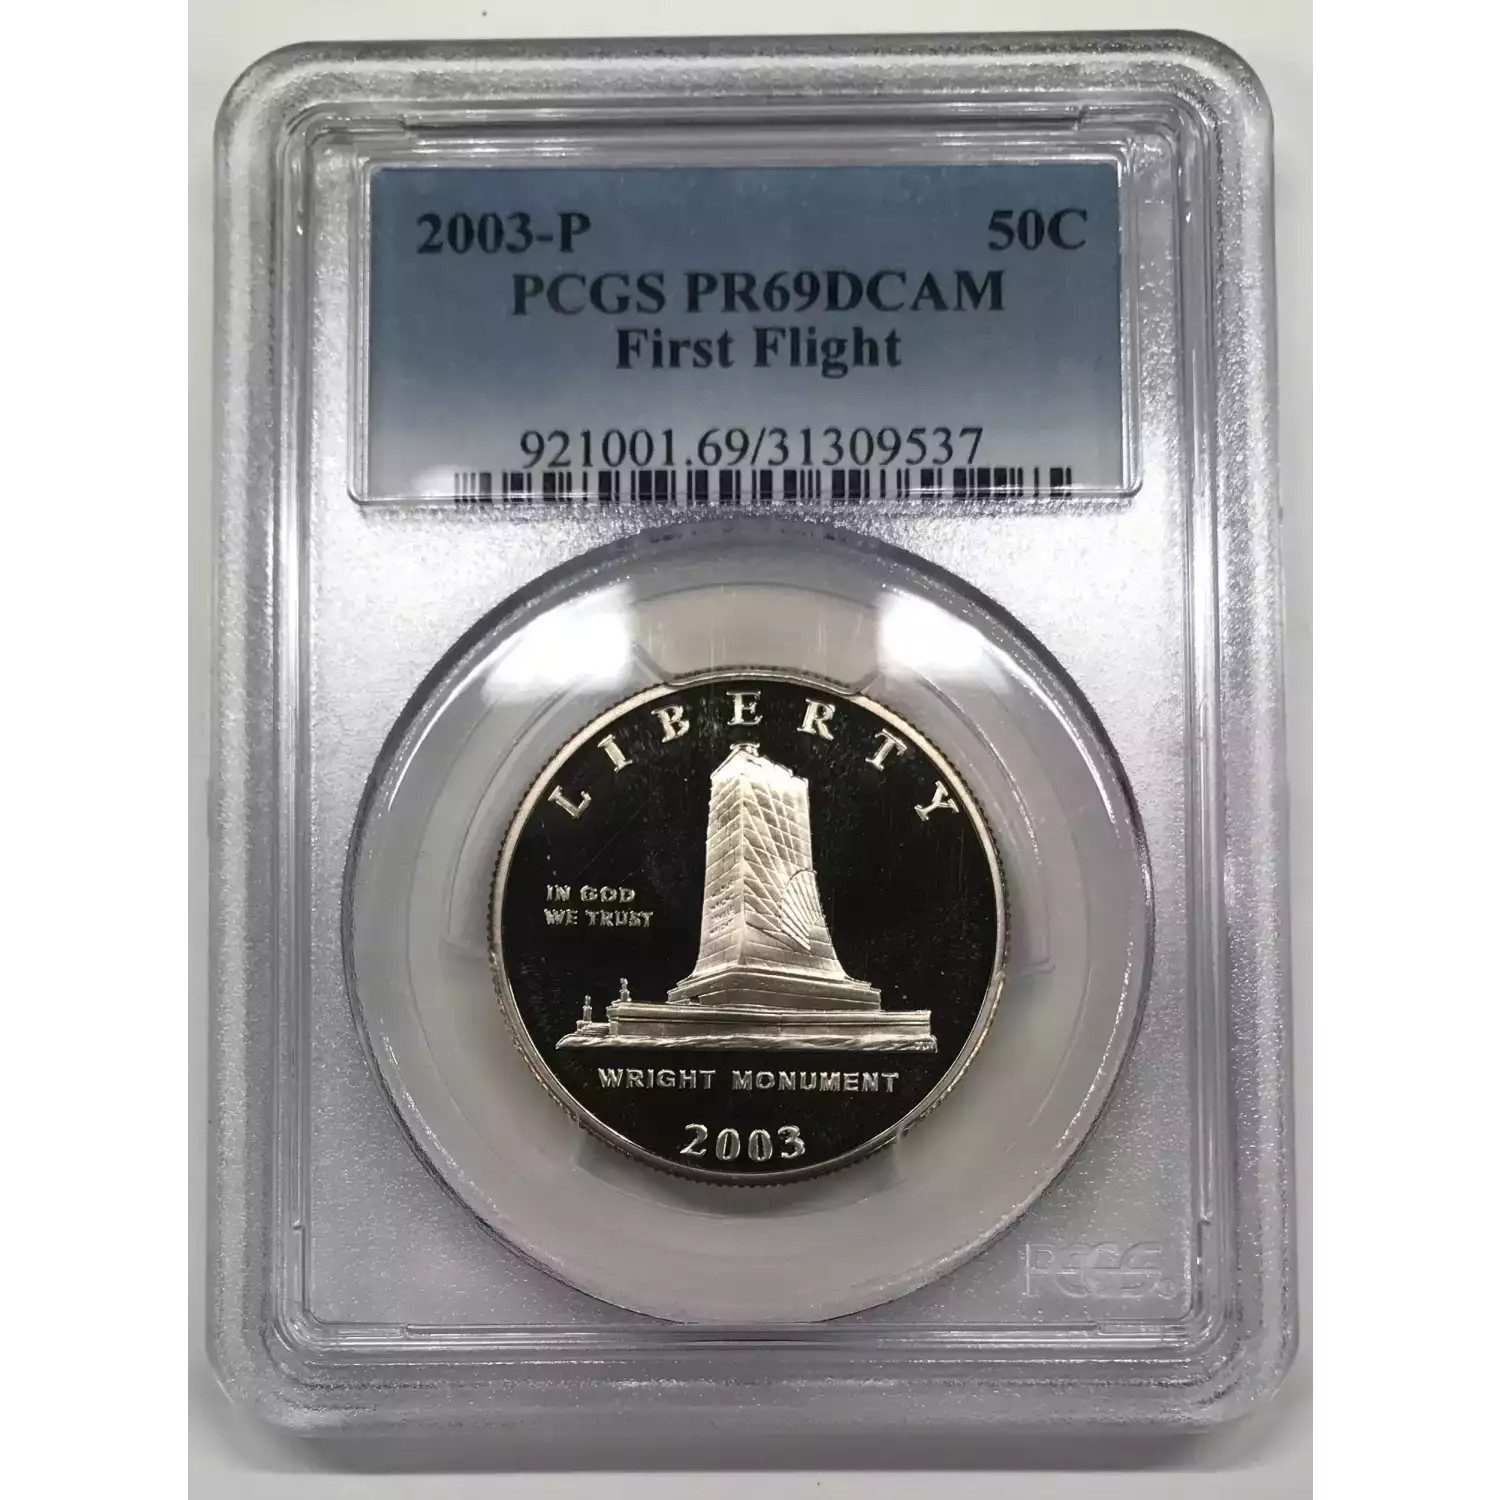 2003-P 50C
PCGS PR69DCAM
First Flight
921001.69/31309537
LIBERTY
IN GOD
WE TRUST
WRIGHT MONUMENT
2003
PCGS